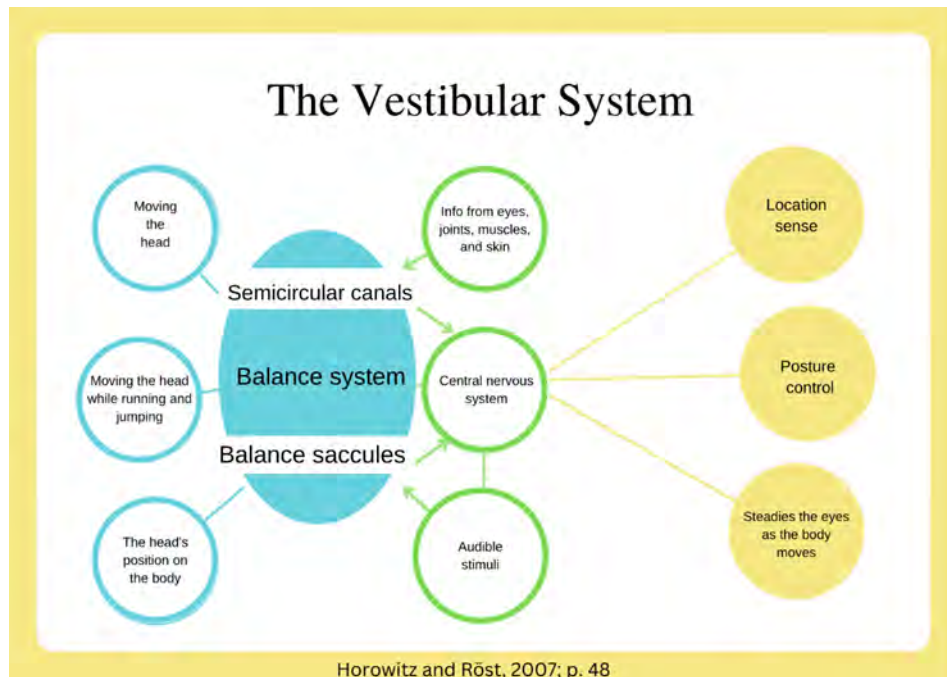 The Vestibular System
Moving
the
head
Info from eyes,
joints, muscles,
and skin
Location
sense
Semicircular canals
Moving the head
while running and
jumping
Balance system
Central nervous
system
Posture
control
Balance saccules
The head's
position on
the body
Audible
stimuli
Steadies the eyes
as the body
moves
Horowitz and Röst, 2007; p. 48